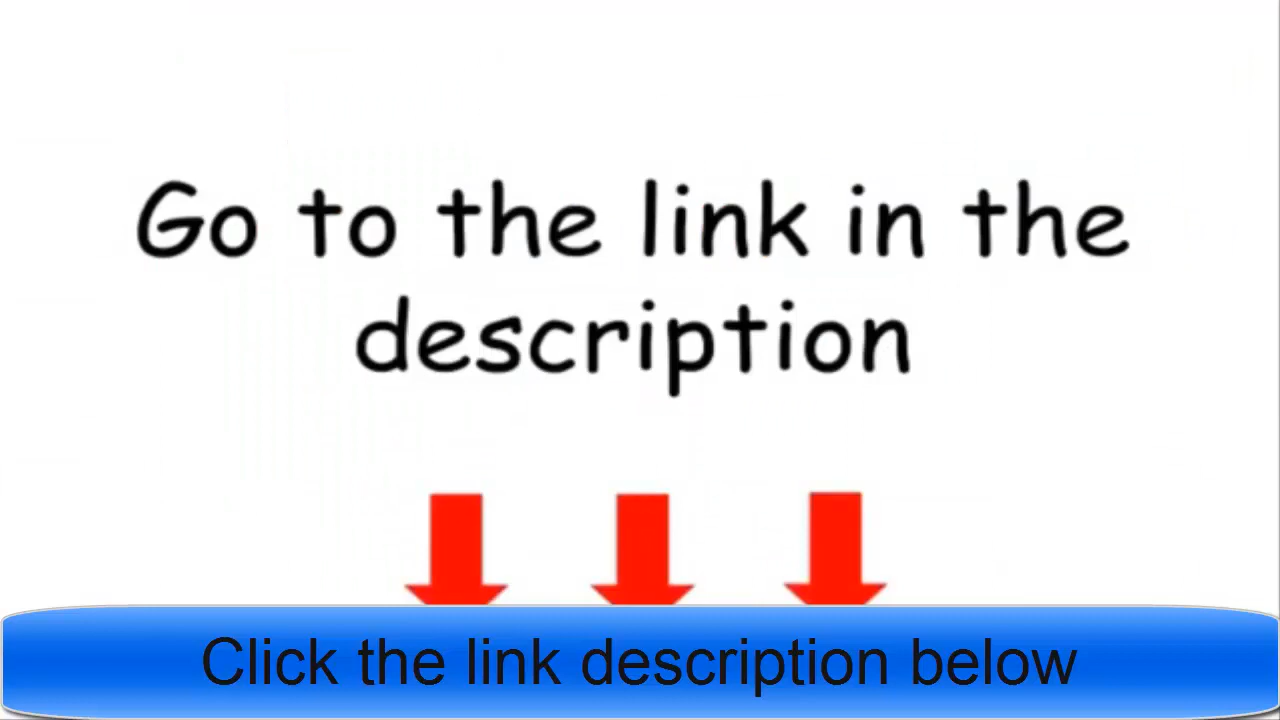 Go to the link in the
description
Click the link description below